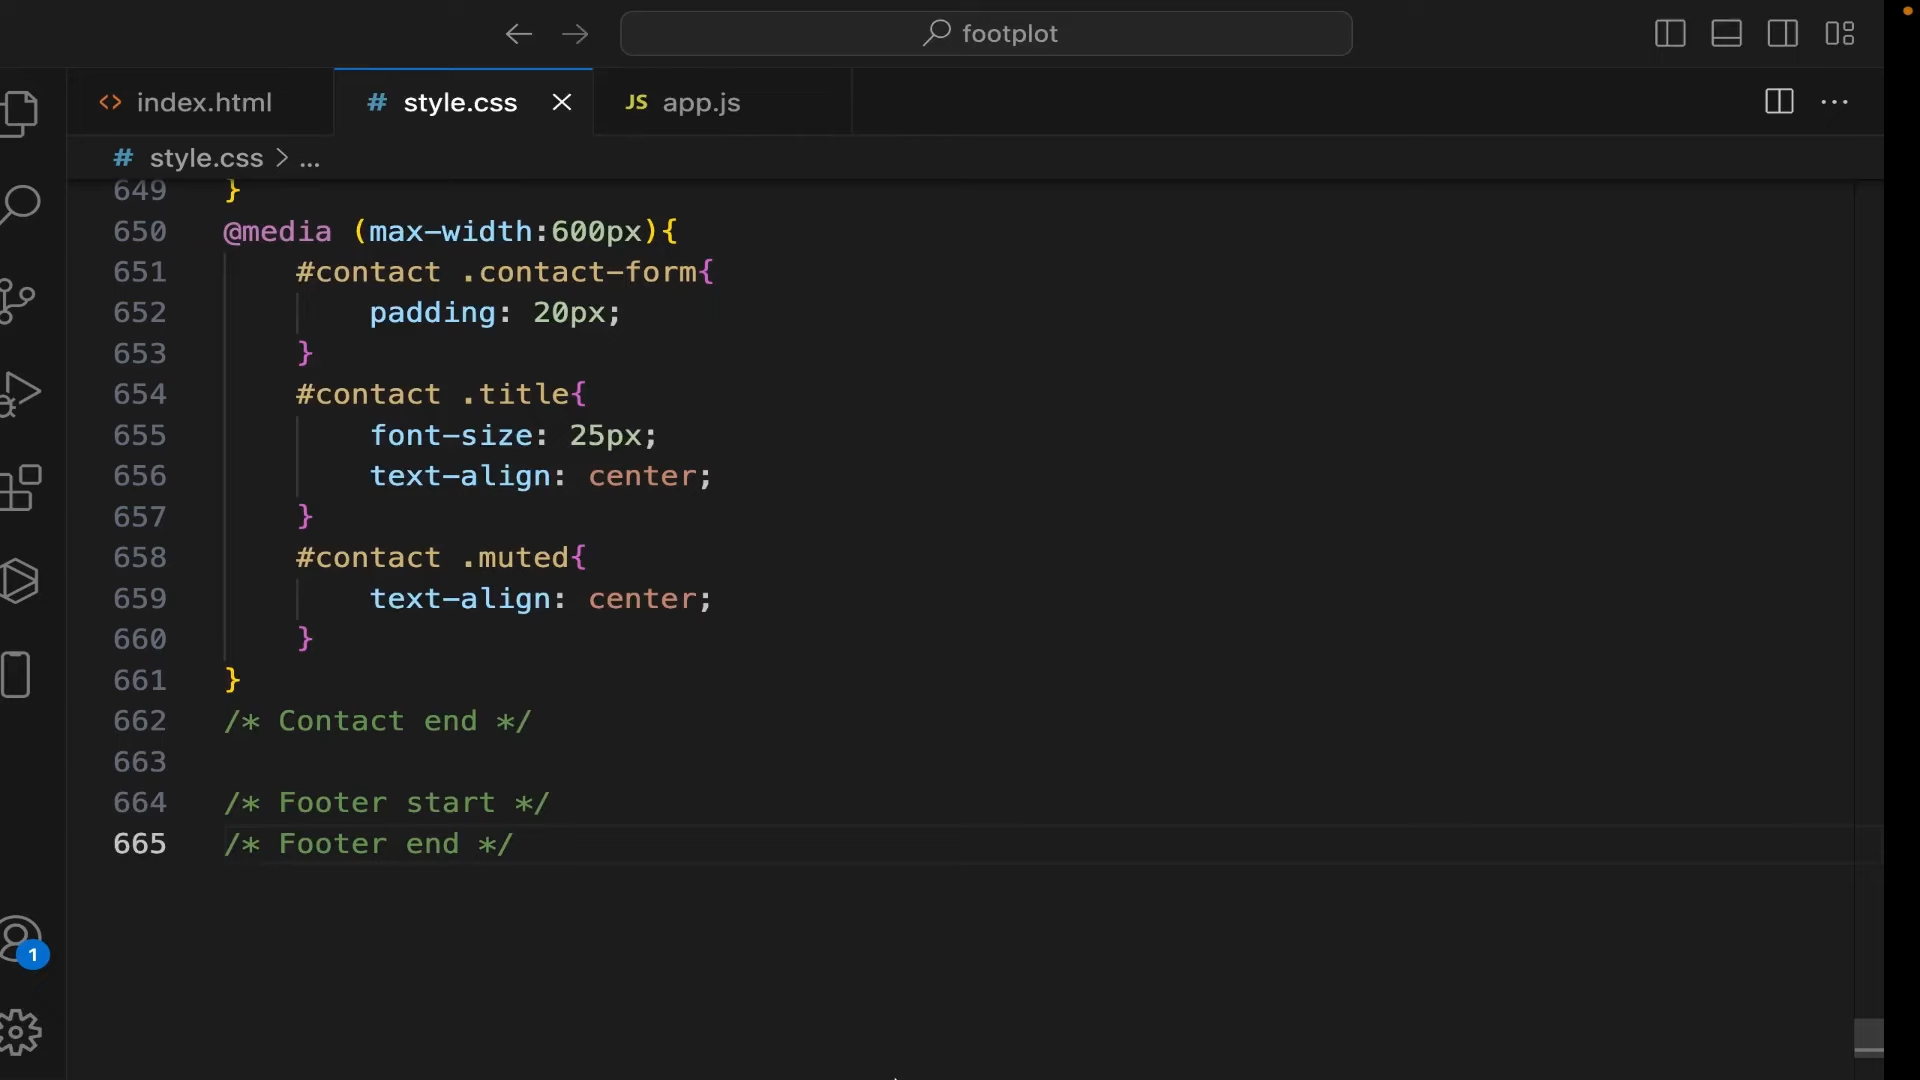 footplot
<> index.html
# style.css
JS app.js
# style.css > ...
649 }
650 @media (max-width:600px){
651 #contact .contact-form{
652 padding: 20px;
653 }
654 #contact .title{
655 font-size: 25px;
656 text-align: center;
657 }
658 #contact .muted{
659 text-align: center;
660 }
661 }
662 /* Contact end */
663
664 /* Footer start */
665 /* Footer end */
1